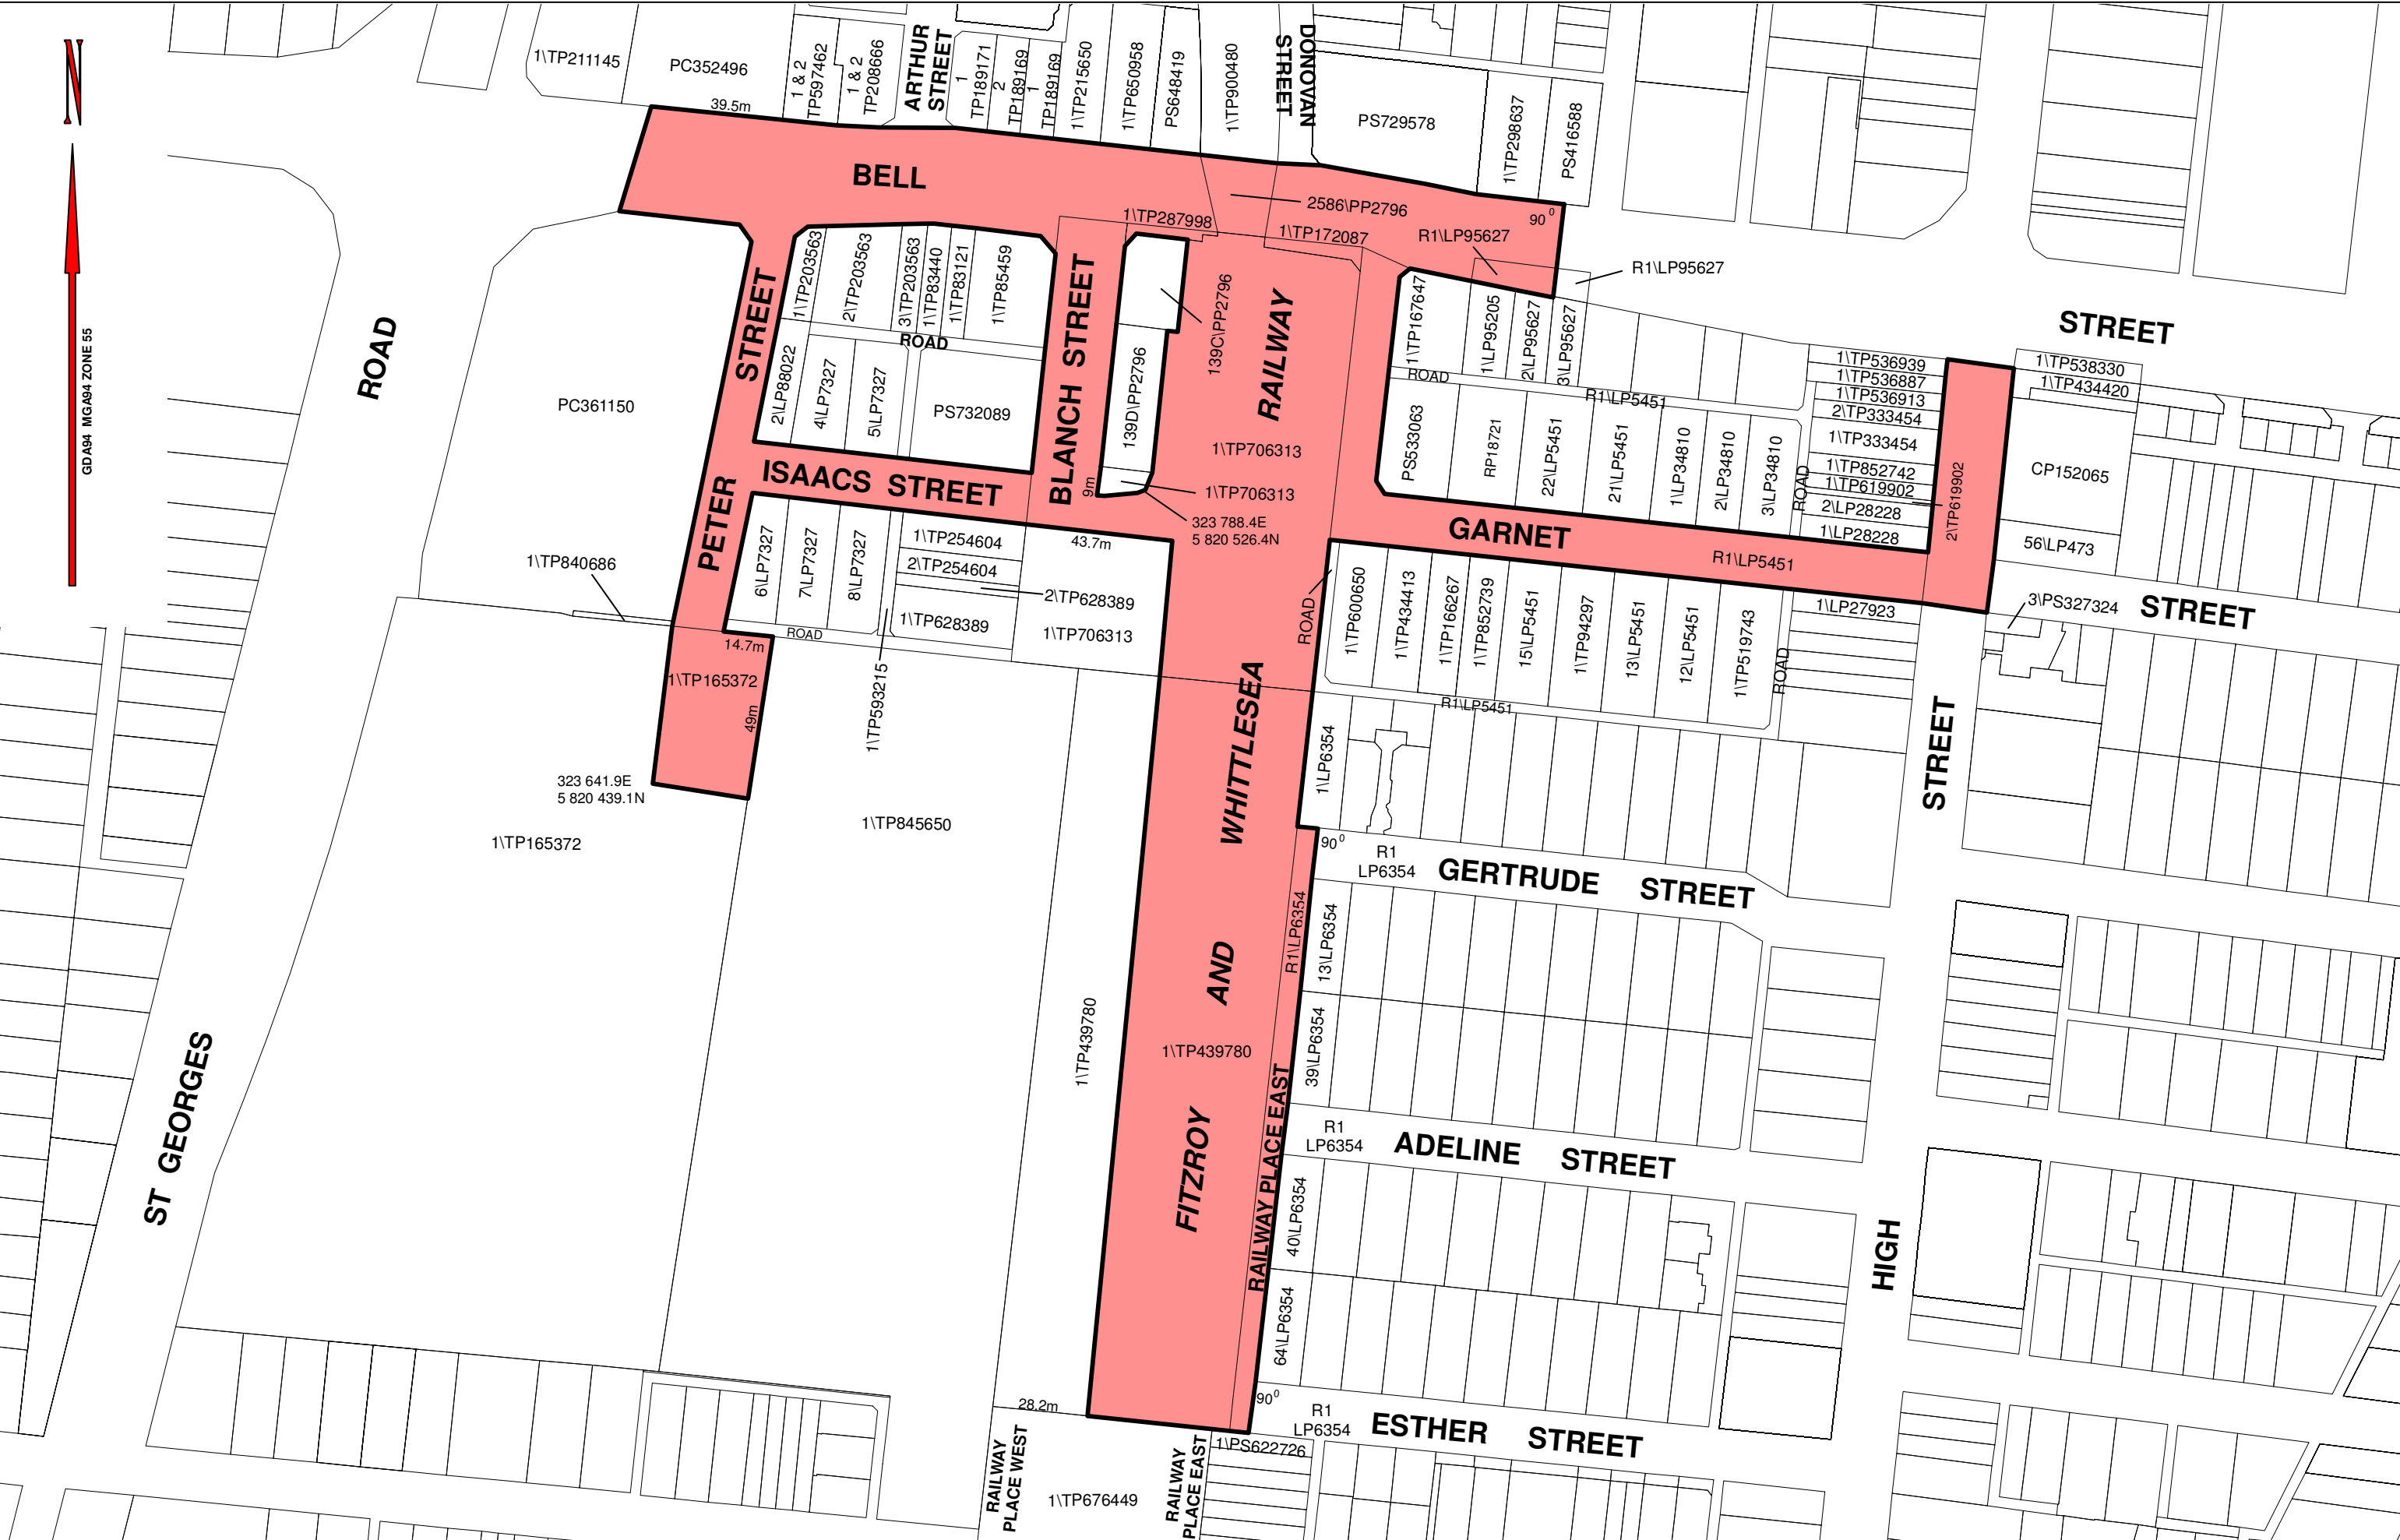 N
GDA94 MGA94 ZONE 55
1\TP211145
PC352496
39.5m
1 & 2
TP597462
1 & 2
TP208666
ARTHUR
STREET
1
TP189171
2
TP189169
1
TP189169
1\TP215650
1\TP650958
PS648419
1\TP900480
DONOVAN
STREET
PS729578
1\TP298637
PS416588
BELL
2586\PP2796
90⁰
1\TP287998
1\TP172087
R1\LP95627
R1\LP95627
STREET
ROAD
PC361150
STREET
PETER
1\TP203563
2\TP203563
3\TP203563
1\TP83440
1\TP83121
1\TP85459
ROAD
2\LP88022
4\LP7327
5\LP7327
PS732089
BLANCH STREET
139C\PP2796
139D\PP2796
9m
1\TP706313
1\TP706313
323 788.4E
5 820 526.4N
RAILWAY
1\TP167647
1\LP95205
2\LP95627
3\LP95627
ROAD
R1\LP5451
PS533063
RP18721
22\LP5451
21\LP5451
1\LP34810
2\LP34810
3\LP34810
ROAD
1\TP536939
1\TP536887
1\TP536913
2\TP333454
1\TP333454
1\TP852742
1\TP619902
2\LP28228
1\LP28228
2\TP619902
1\TP538330
1\TP434420
CP152065
56\LP473
3\PS327324
STREET
ISAACS STREET
GARNET
R1\LP5451
1\TP840686
6\LP7327
7\LP7327
8\LP7327
1\TP254604
2\TP254604
43.7m
2\TP628389
1\TP628389
1\TP706313
ROAD
1\TP593215
14.7m
1\TP165372
49m
323 641.9E
5 820 439.1N
1\TP165372
1\TP845650
ROAD
1\TP600650
1\TP434413
1\TP166267
1\TP852739
15\LP5451
1\TP94297
13\LP5451
12\LP5451
1\TP519743
ROAD
1\LP27923
R1\LP5451
STREET
HIGH
1\LP6354
90⁰
R1
LP6354
GERTRUDE STREET
R1\LP6354
13\LP6354
39\LP6354
1\TP439780
1\TP439780
FITZROY AND WHITTLESEA
RAILWAY PLACE EAST
R1
LP6354
ADELINE STREET
40\LP6354
64\LP6354
ST GEORGES
28.2m
90⁰
R1
LP6354
ESTHER STREET
1\PS622726
RAILWAY
PLACE WEST
1\TP676449
RAILWAY
PLACE EAST